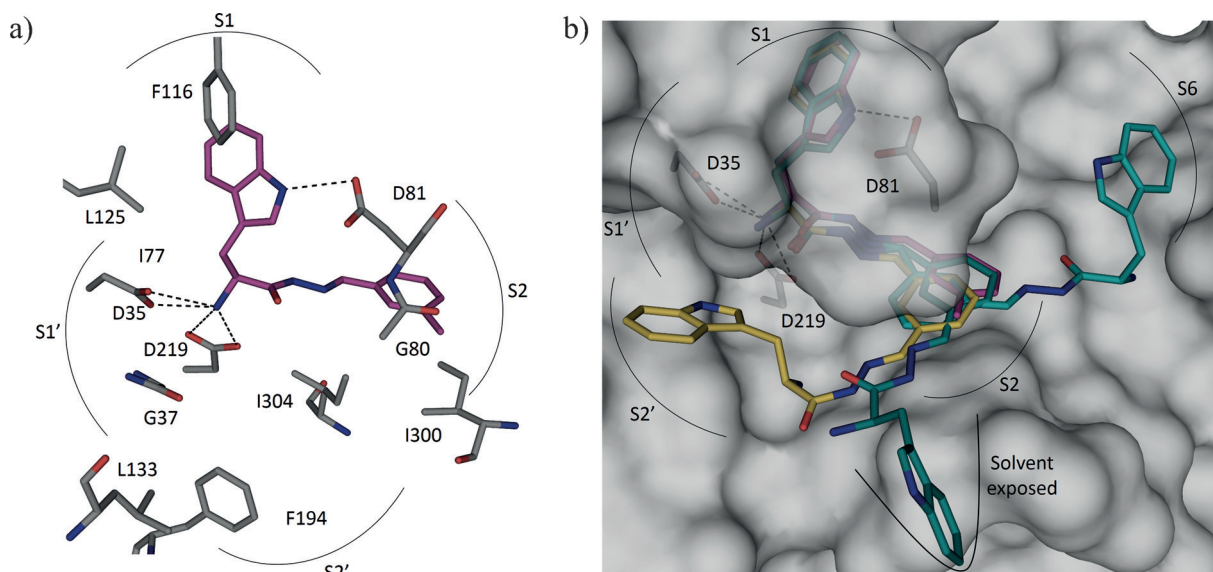 a)
S1
F116
L125
D81
I77
S2
D35
S1'
D219
G80
G37
I304
I300
L133
F194
S2'
b)
S1
S6
D35
D81
S1'
D219
S2
S2'
Solvent
exposed